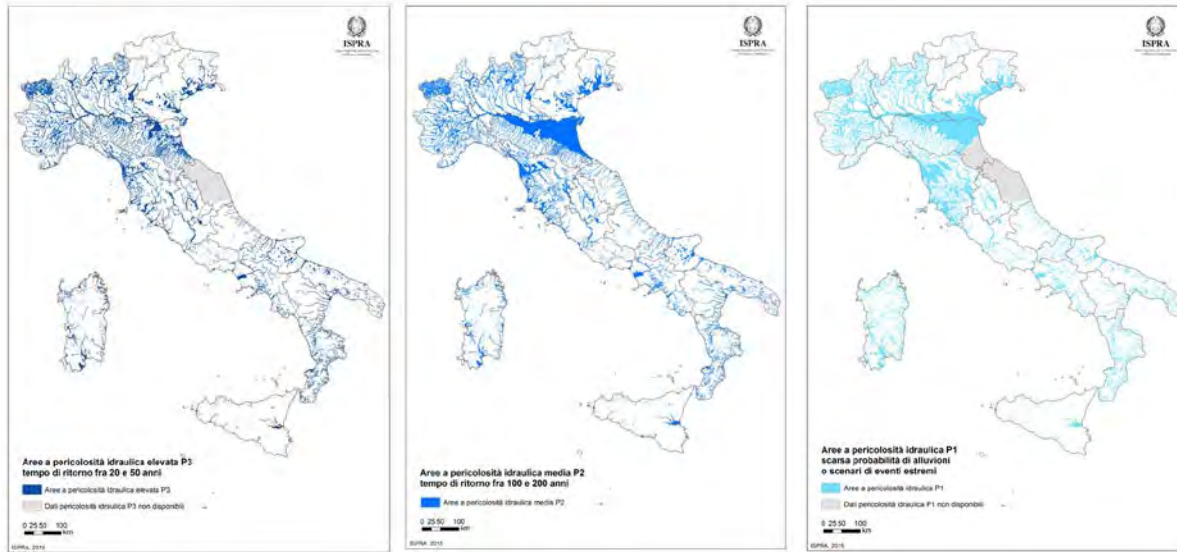 ISPRA
Aree a pericolosità idraulica elevata P3
tempo di ritorno fra 20 e 50 anni
Aree a pericolosità idraulica elevata P3
Dati pericolosità idraulica P3 non disponibili
0 25 50 100
km
ISPRA, 2015
ISPRA
Aree a pericolosità idraulica media P2
tempo di ritorno fra 100 e 200 anni
Aree a pericolosità idraulica media P2
0 25 50 100
km
ISPRA, 2015
ISPRA
Aree a pericolosità idraulica P1
scarsa probabilità di alluvioni
o scenari di eventi estremi
Aree a pericolosità idraulica P1
Dati pericolosità idraulica P1 non disponibili
0 25 50 100
km
ISPRA, 2015